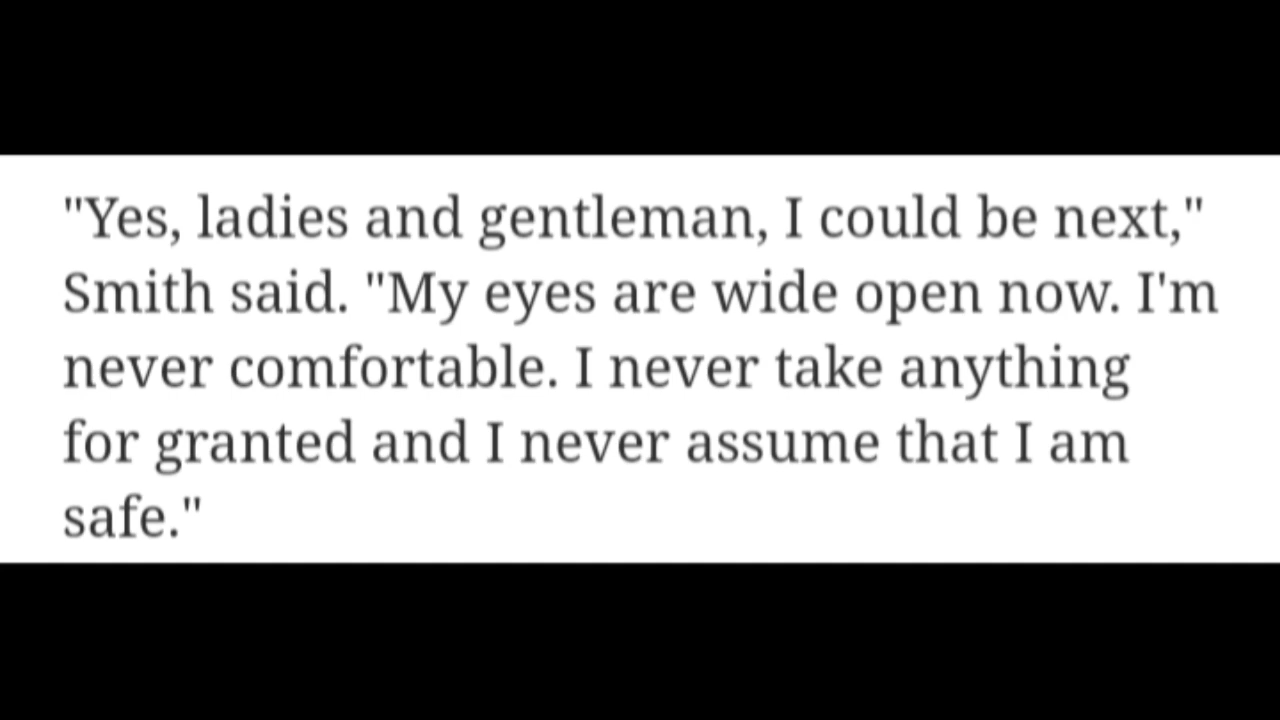 "Yes, ladies and gentleman, I could be next,"
Smith said. "My eyes are wide open now. I'm
never comfortable. I never take anything
for granted and I never assume that I am
safe."